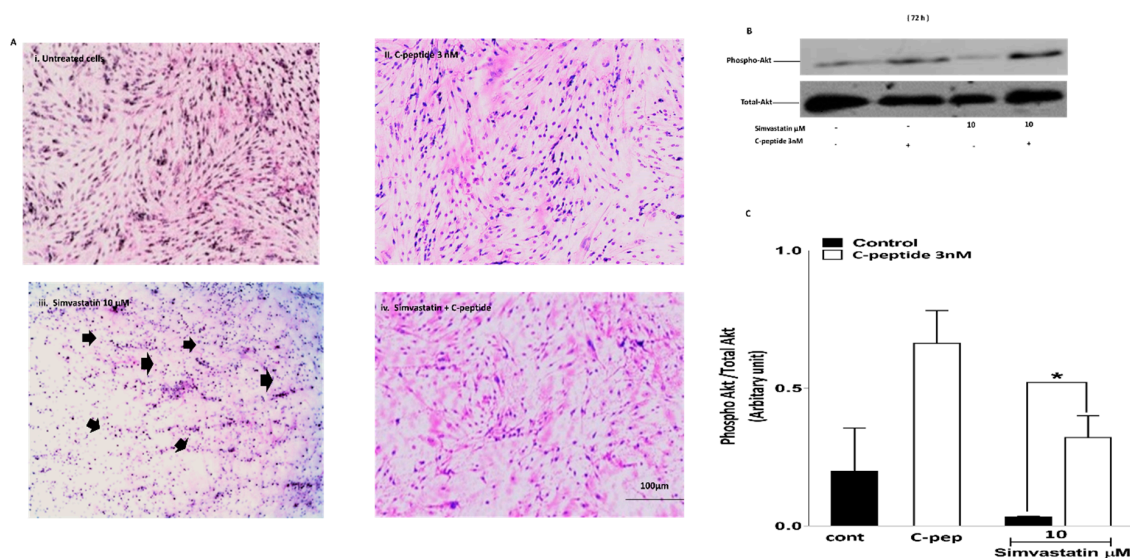 A
i. Untreated cells
ii. C-peptide 3 nM
iii. Simvastatin 10 µM
iv. Simvastatin + C-peptide
100µm
( 72 h )
B
Phospho-Akt
Total-Akt
Simvastatin µM - - 10 10
C-peptide 3nM - + - +
C
Control
C-peptide 3nM
1.0
0.5
0.0
Phospho Akt /Total Akt
(Arbitary unit)
*
cont C-pep 10
Simvastatin µM